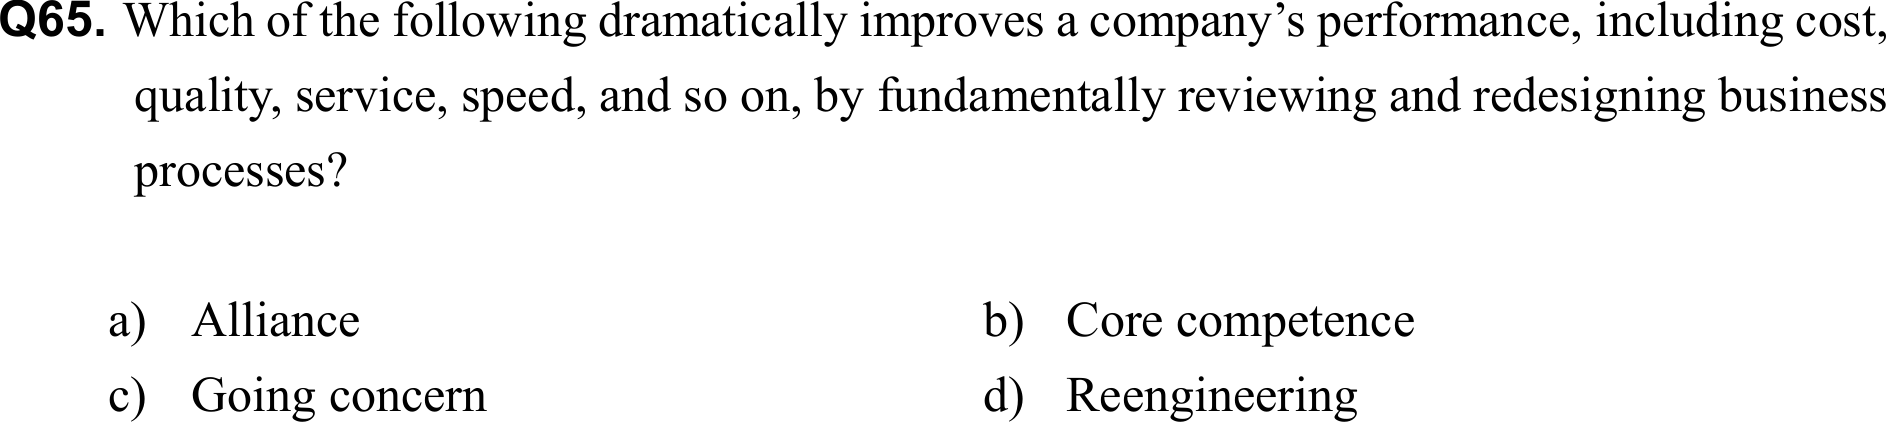 Q65. Which of the following dramatically improves a company’s performance, including cost,
quality, service, speed, and so on, by fundamentally reviewing and redesigning business
processes?
a) Alliance b) Core competence
c) Going concern d) Reengineering